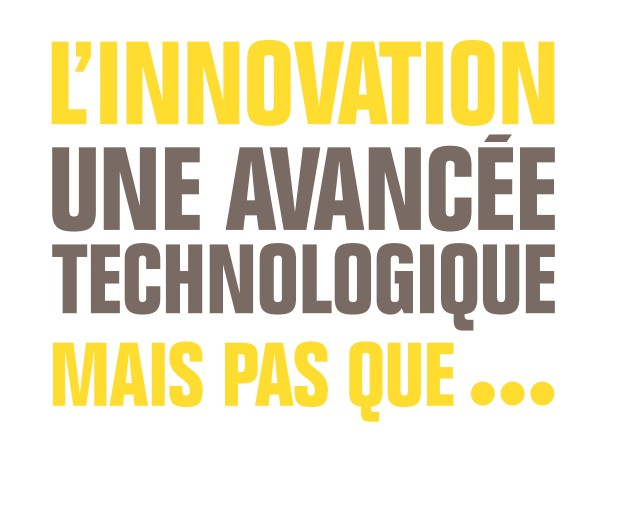 L'INNOVATION
UNE AVANCÉE
TECHNOLOGIQUE
MAIS PAS QUE...